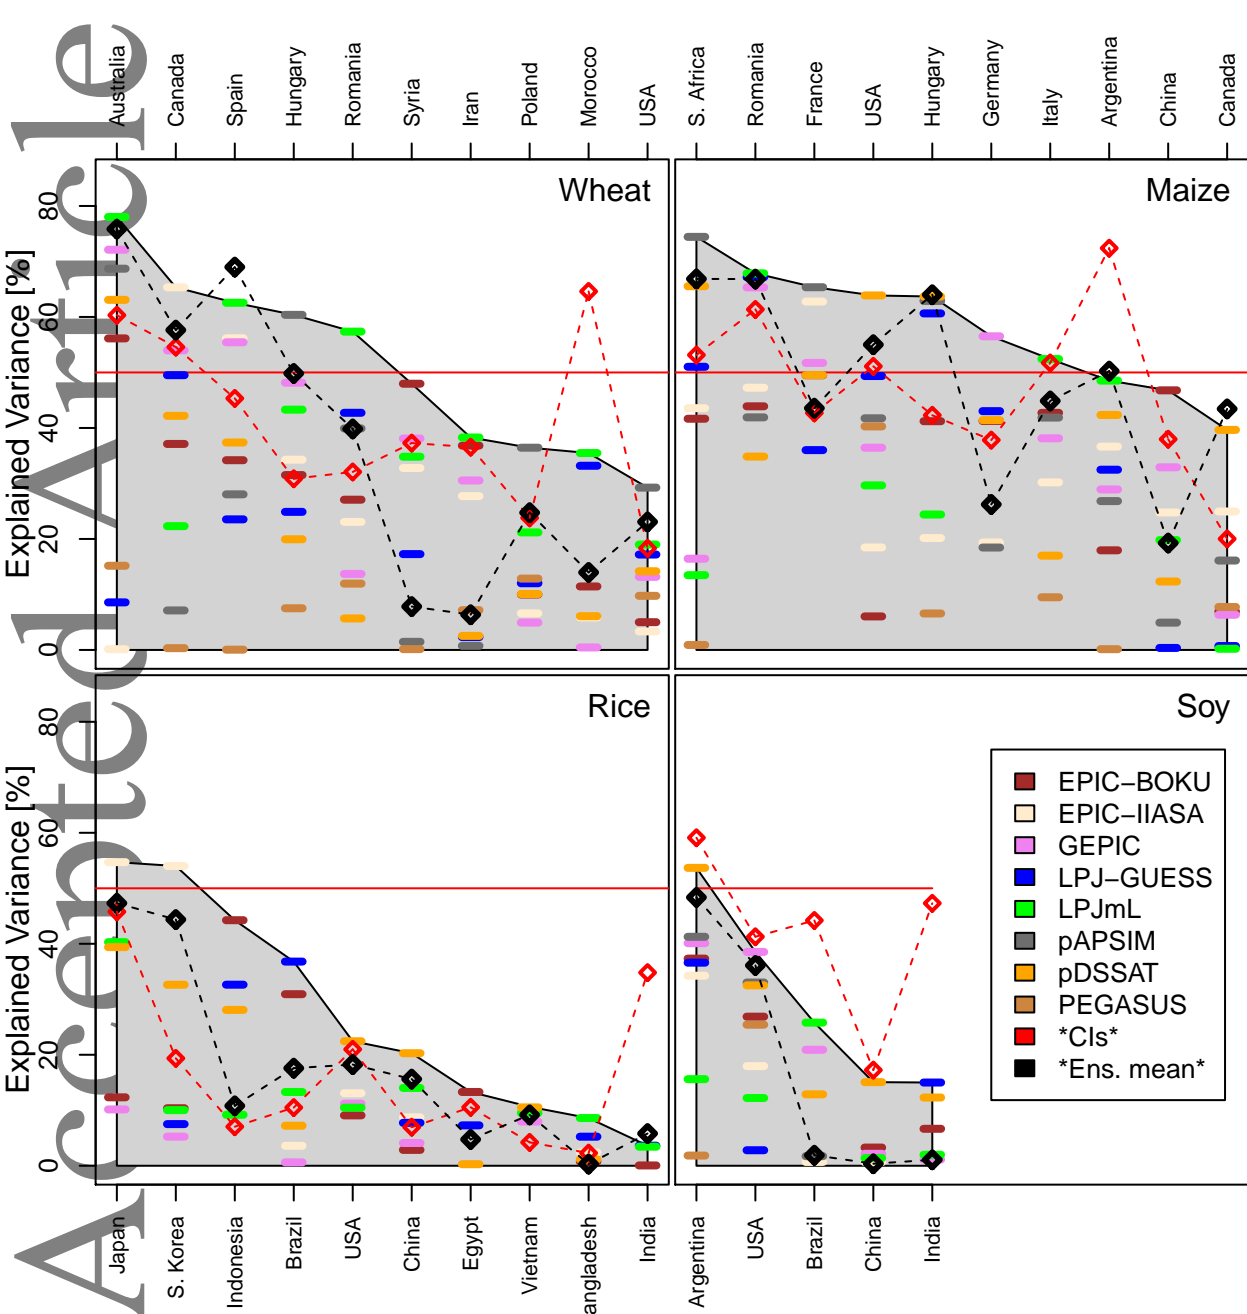 Accepted Article
Australia
Canada
Spain
Hungary
Romania
Syria
Iran
Poland
Morocco
USA
S. Africa
Romania
France
USA
Hungary
Germany
Italy
Argentina
China
Canada
Explained Variance [%]
80
60
40
20
0
Wheat
Maize
Explained Variance [%]
80
60
40
20
0
Rice
Soy
EPIC−BOKU
EPIC−IIASA
GEPIC
LPJ−GUESS
LPJmL
pAPSIM
pDSSAT
PEGASUS
*CIs*
*Ens. mean*
Japan
S. Korea
Indonesia
Brazil
USA
China
Egypt
Vietnam
angladesh
India
Argentina
USA
Brazil
China
India